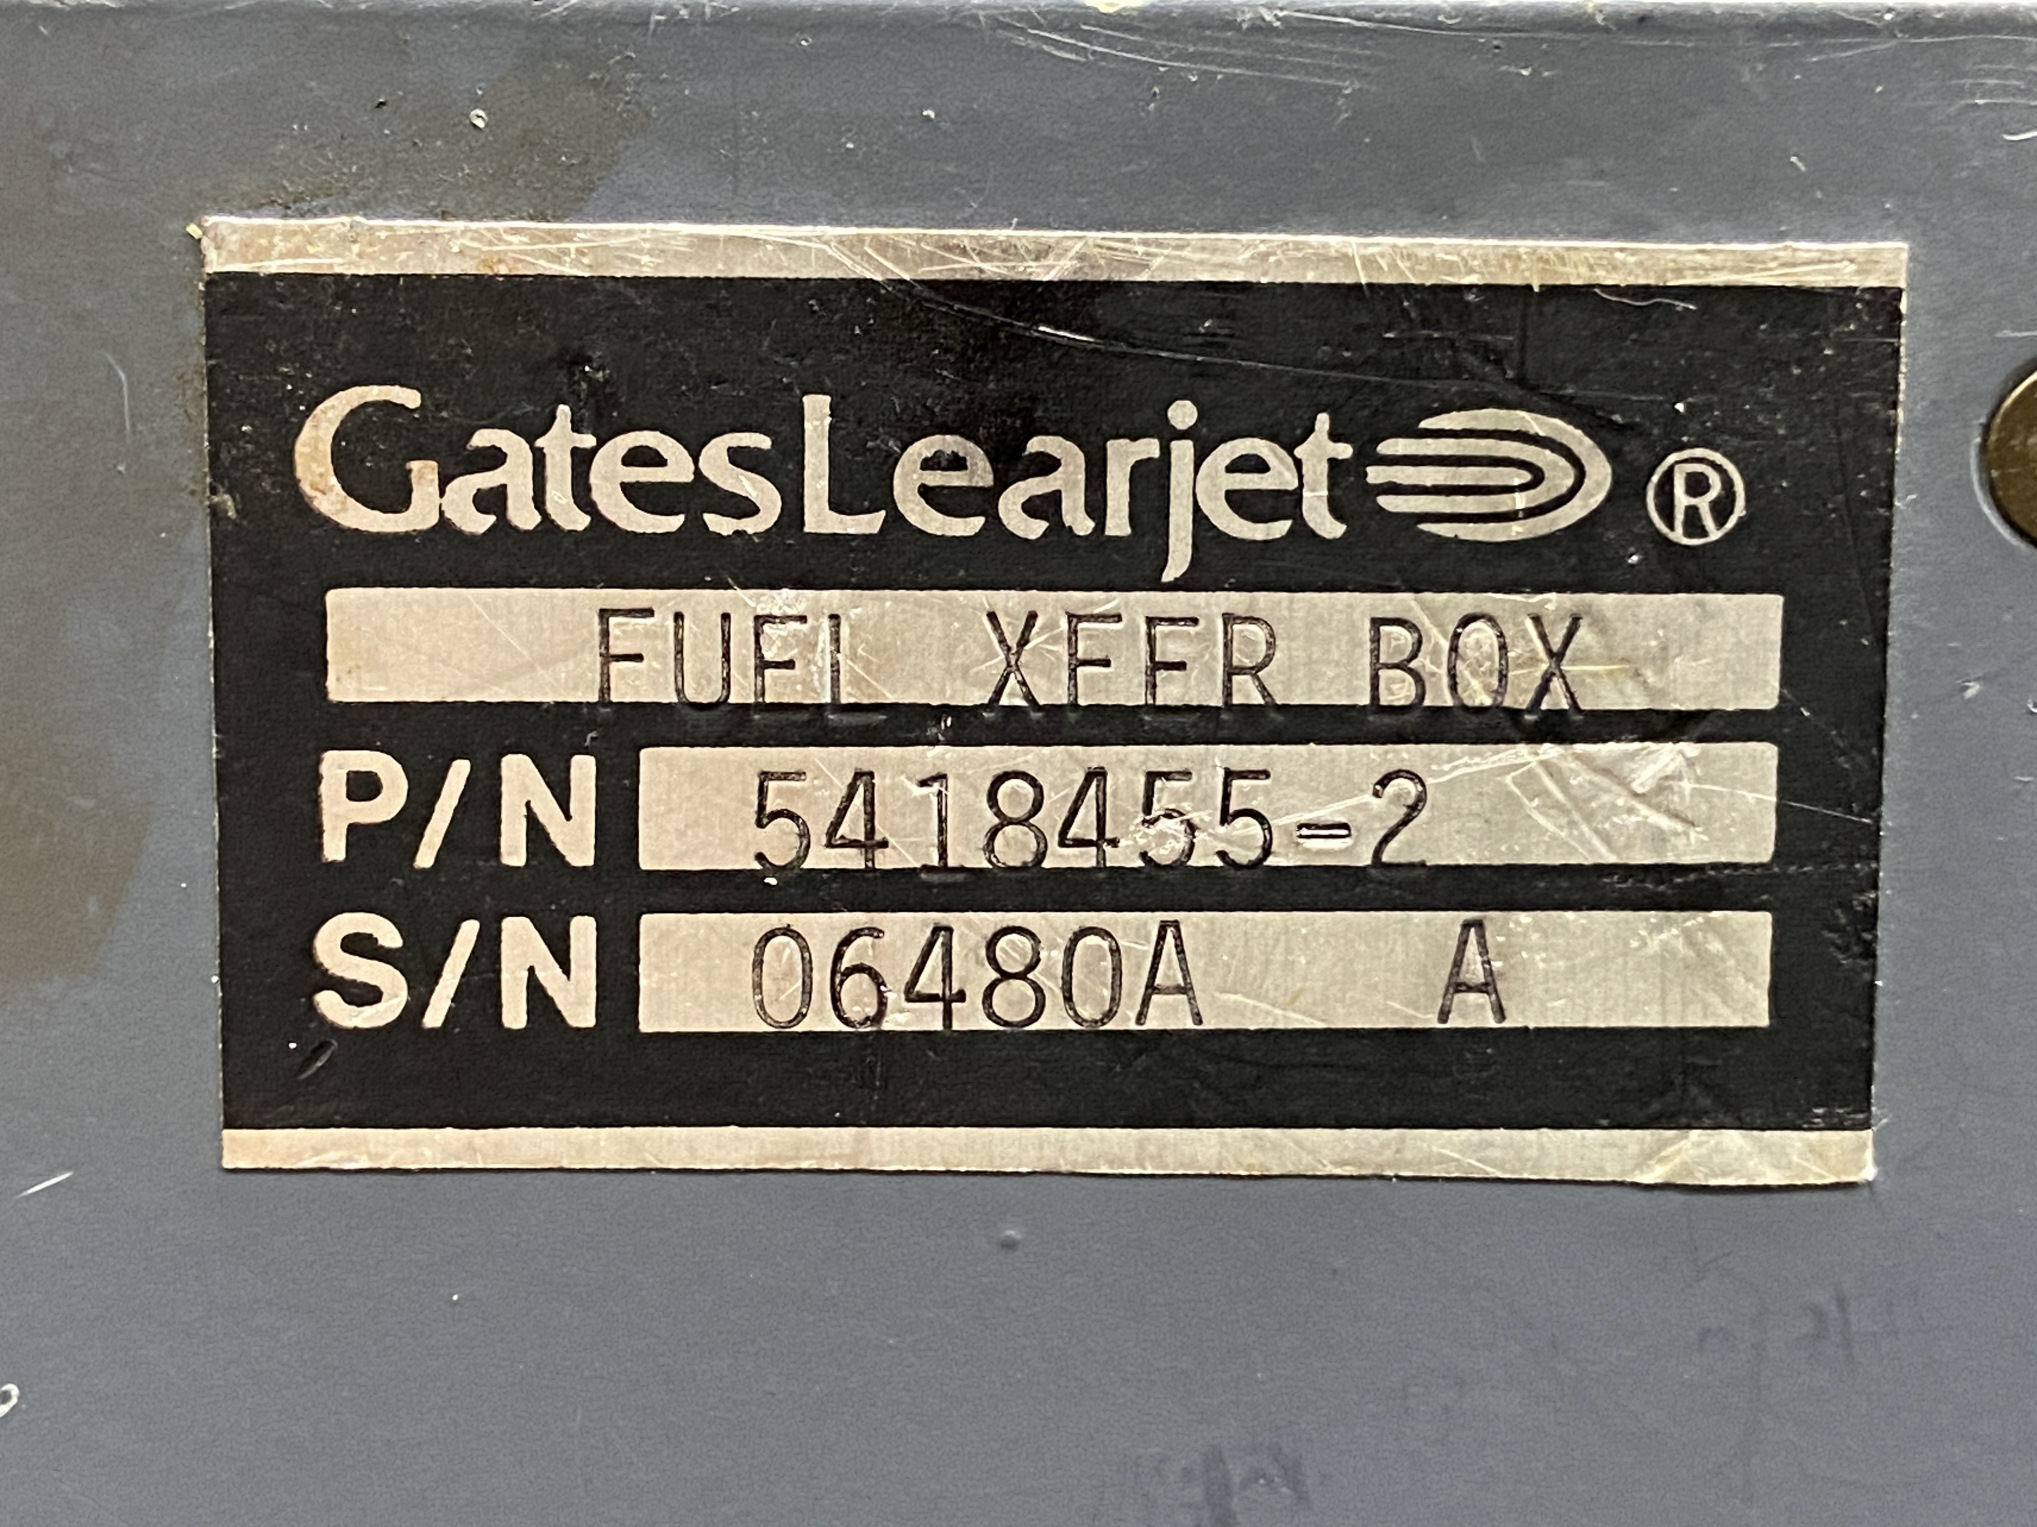 GatesLearjet ®
FUEL XFER BOX
P/N 5418455-2
S/N 06480A A